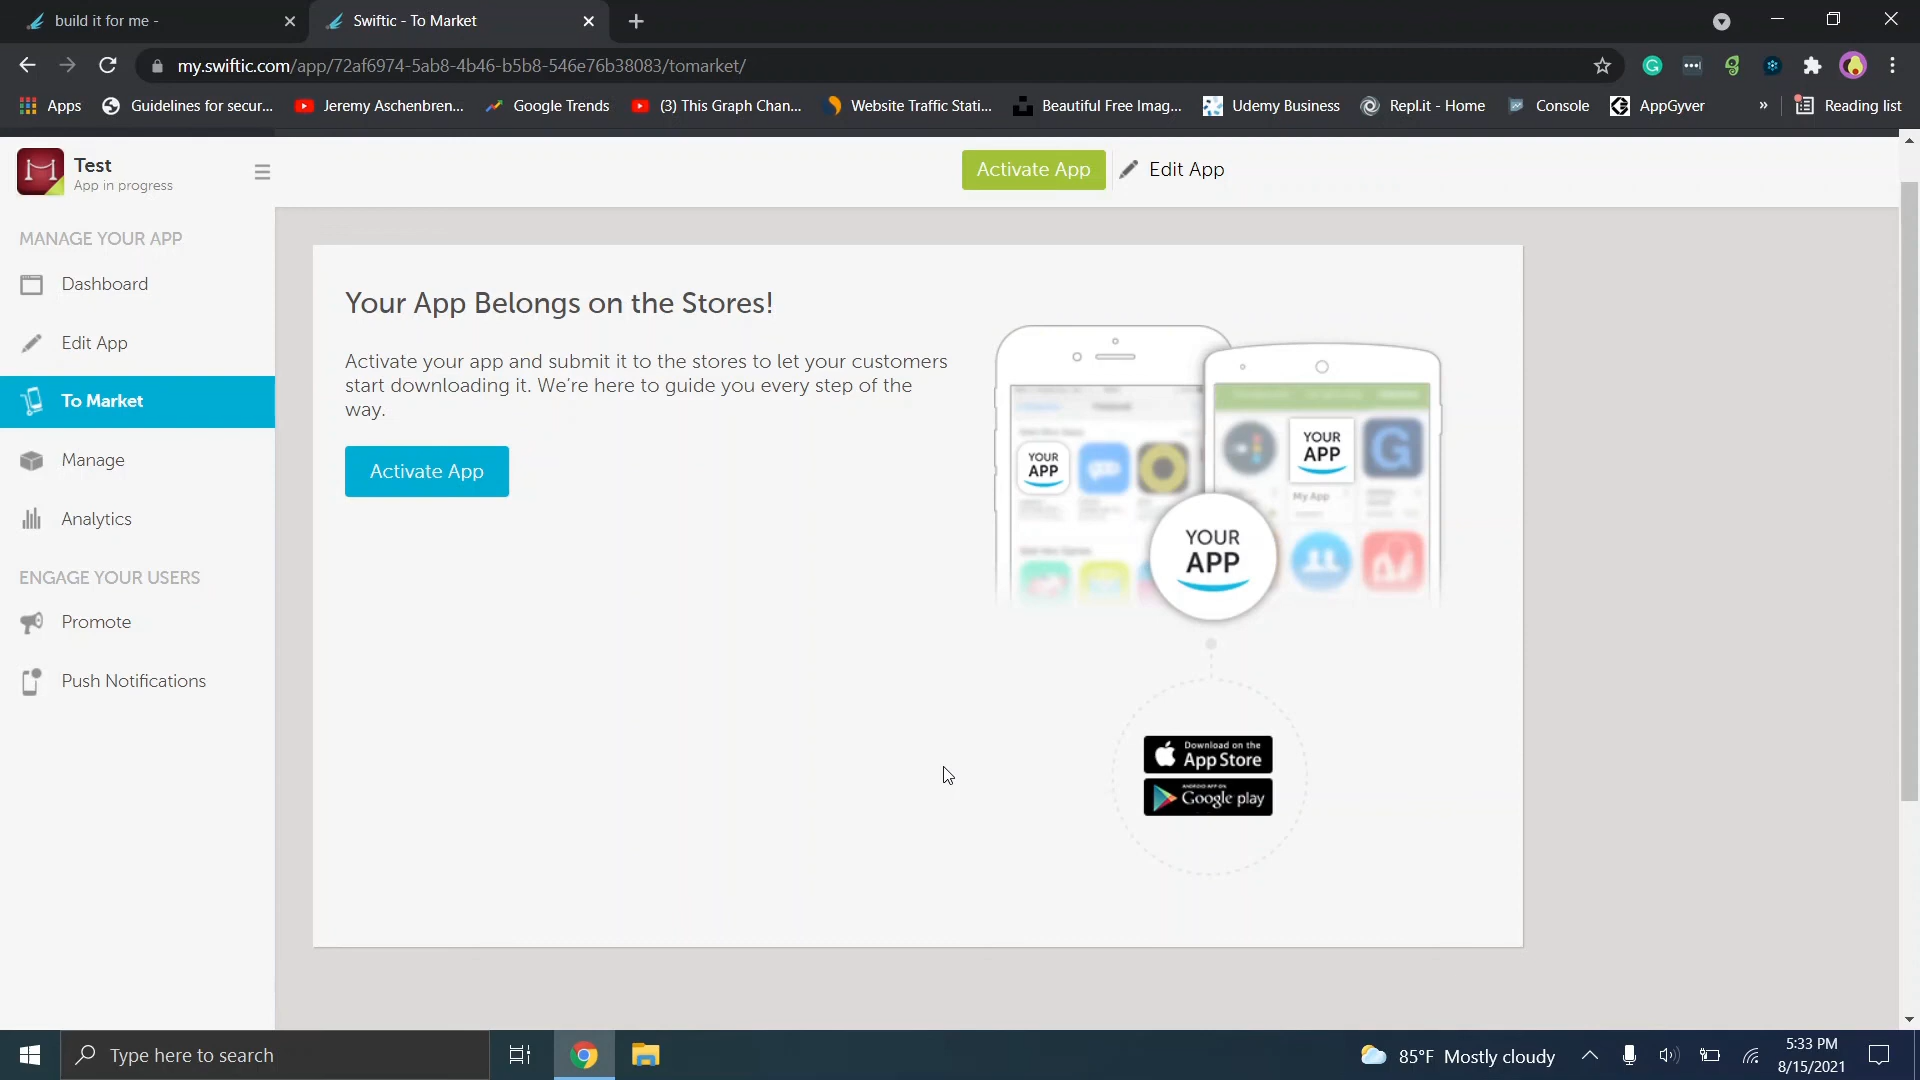 build it for me -
Swiftic - To Market
my.swiftic.com/app/72af6974-5ab8-4b46-b5b8-546e76b38083/tomarket/
Apps
Guidelines for secur...
Jeremy Aschenbren...
Google Trends
(3) This Graph Chan...
Website Traffic Stati...
Beautiful Free Imag...
Udemy Business
Repl.it - Home
Console
AppGyver
»
Reading list
Test
App in progress
Activate App
Edit App
MANAGE YOUR APP
Dashboard
Edit App
To Market
Manage
Analytics
ENGAGE YOUR USERS
Promote
Push Notifications
Your App Belongs on the Stores!
Activate your app and submit it to the stores to let your customers
start downloading it. We're here to guide you every step of the
way.
Activate App
YOUR
APP
YOUR
APP
My App
YOUR
APP
Download on the
App Store
ANDROID APP ON
Google play
Type here to search
85°F Mostly cloudy
5:33 PM
8/15/2021